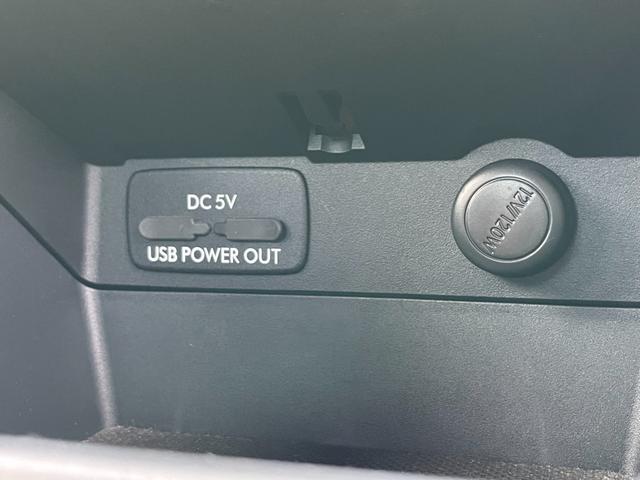 DC 5V
USB POWER OUT
12V/120W